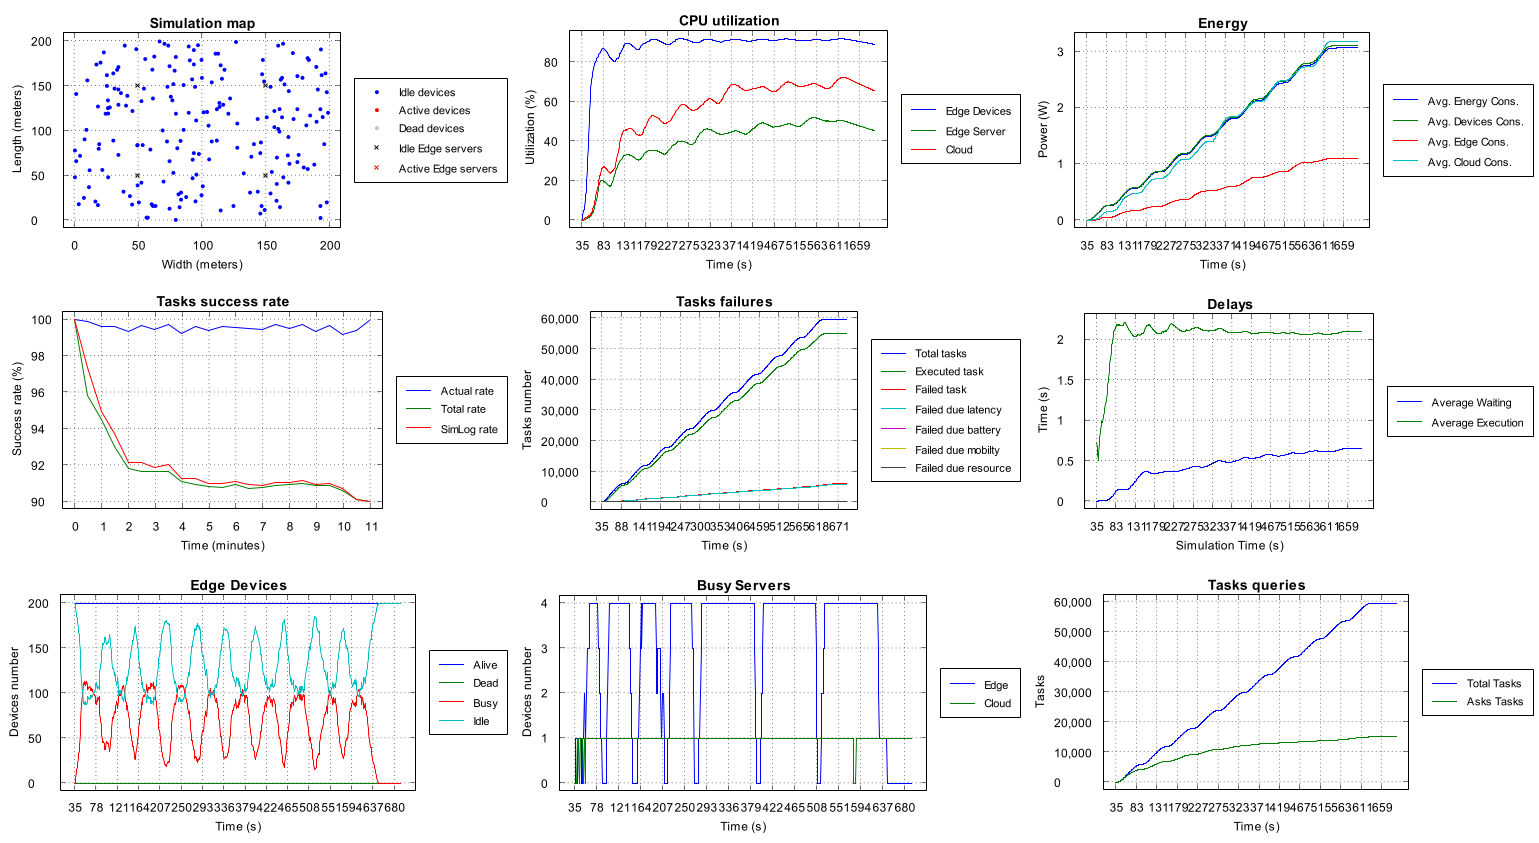 Simulation map
Length (meters)
200
150
100
50
0
0 50 100 150 200
Width (meters)
Idle devices
Active devices
Dead devices
Idle Edge servers
Active Edge servers
CPU utilization
Utilization (%)
80
60
40
20
0
35 83 131179227275323371419467515563611659
Time (s)
Edge Devices
Edge Server
Cloud
Energy
Power (W)
3
2
1
0
35 83 131179227275323371419467515563611659
Time (s)
Avg. Energy Cons.
Avg. Devices Cons.
Avg. Edge Cons.
Avg. Cloud Cons.
Tasks success rate
Success rate (%)
100
98
96
94
92
90
0 1 2 3 4 5 6 7 8 9 10 11
Time (minutes)
Actual rate
Total rate
SimLog rate
Tasks failures
Tasks number
60,000
50,000
40,000
30,000
20,000
10,000
0
35 88 141194247300353406459512565618671
Time (s)
Total tasks
Executed task
Failed task
Failed due latency
Failed due battery
Failed due mobilty
Failed due resource
Delays
Time (s)
2
1.5
1
0.5
0
35 83 131179227275323371419467515563611659
Simulation Time (s)
Average Waiting
Average Execution
Edge Devices
Devices number
200
150
100
50
0
35 78 121164207250293336379422465508551594637680
Time (s)
Alive
Dead
Busy
Idle
Busy Servers
Devices number
4
3
2
1
0
35 78 121164207250293336379422465508551594637680
Time (s)
Edge
Cloud
Tasks queries
Tasks
60,000
50,000
40,000
30,000
20,000
10,000
0
35 83 131179227275323371419467515563611659
Time (s)
Total Tasks
Asks Tasks